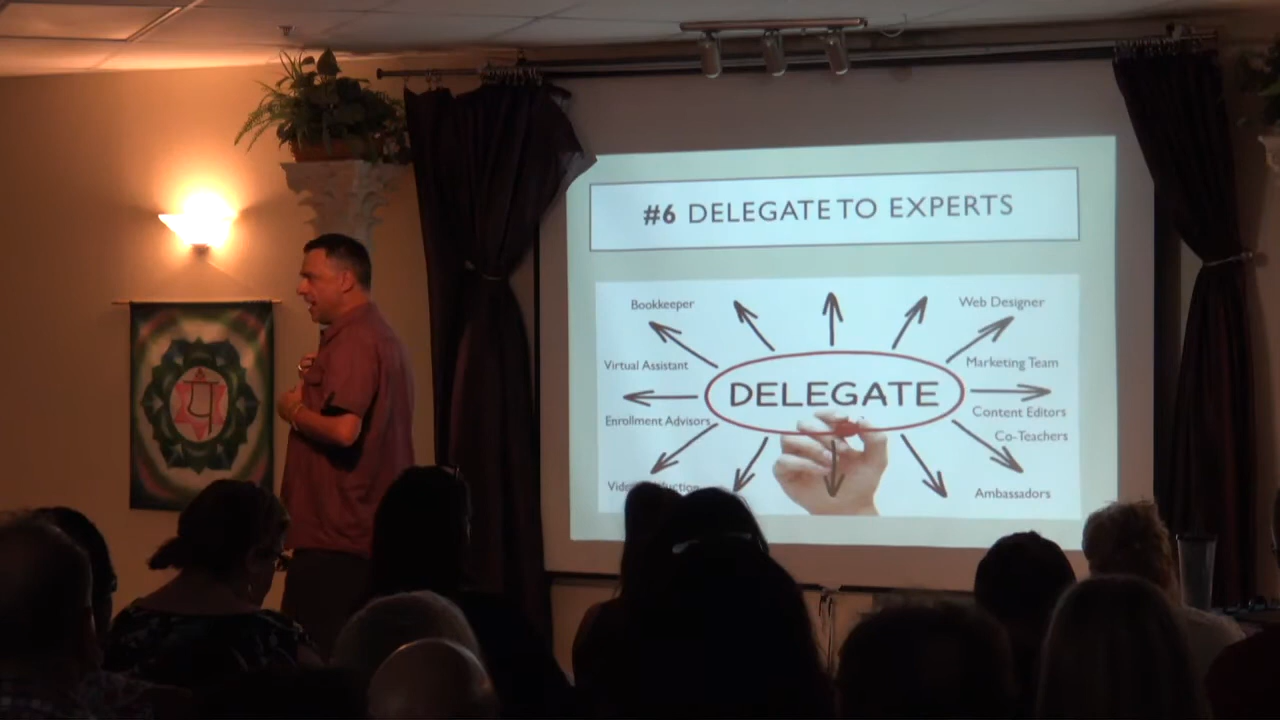 #6 DELEGATE TO EXPERTS
Bookkeeper
Web Designer
Virtual Assistant
Marketing Team
DELEGATE
Enrollment Advisors
Content Editors
Co-Teachers
Ambassadors